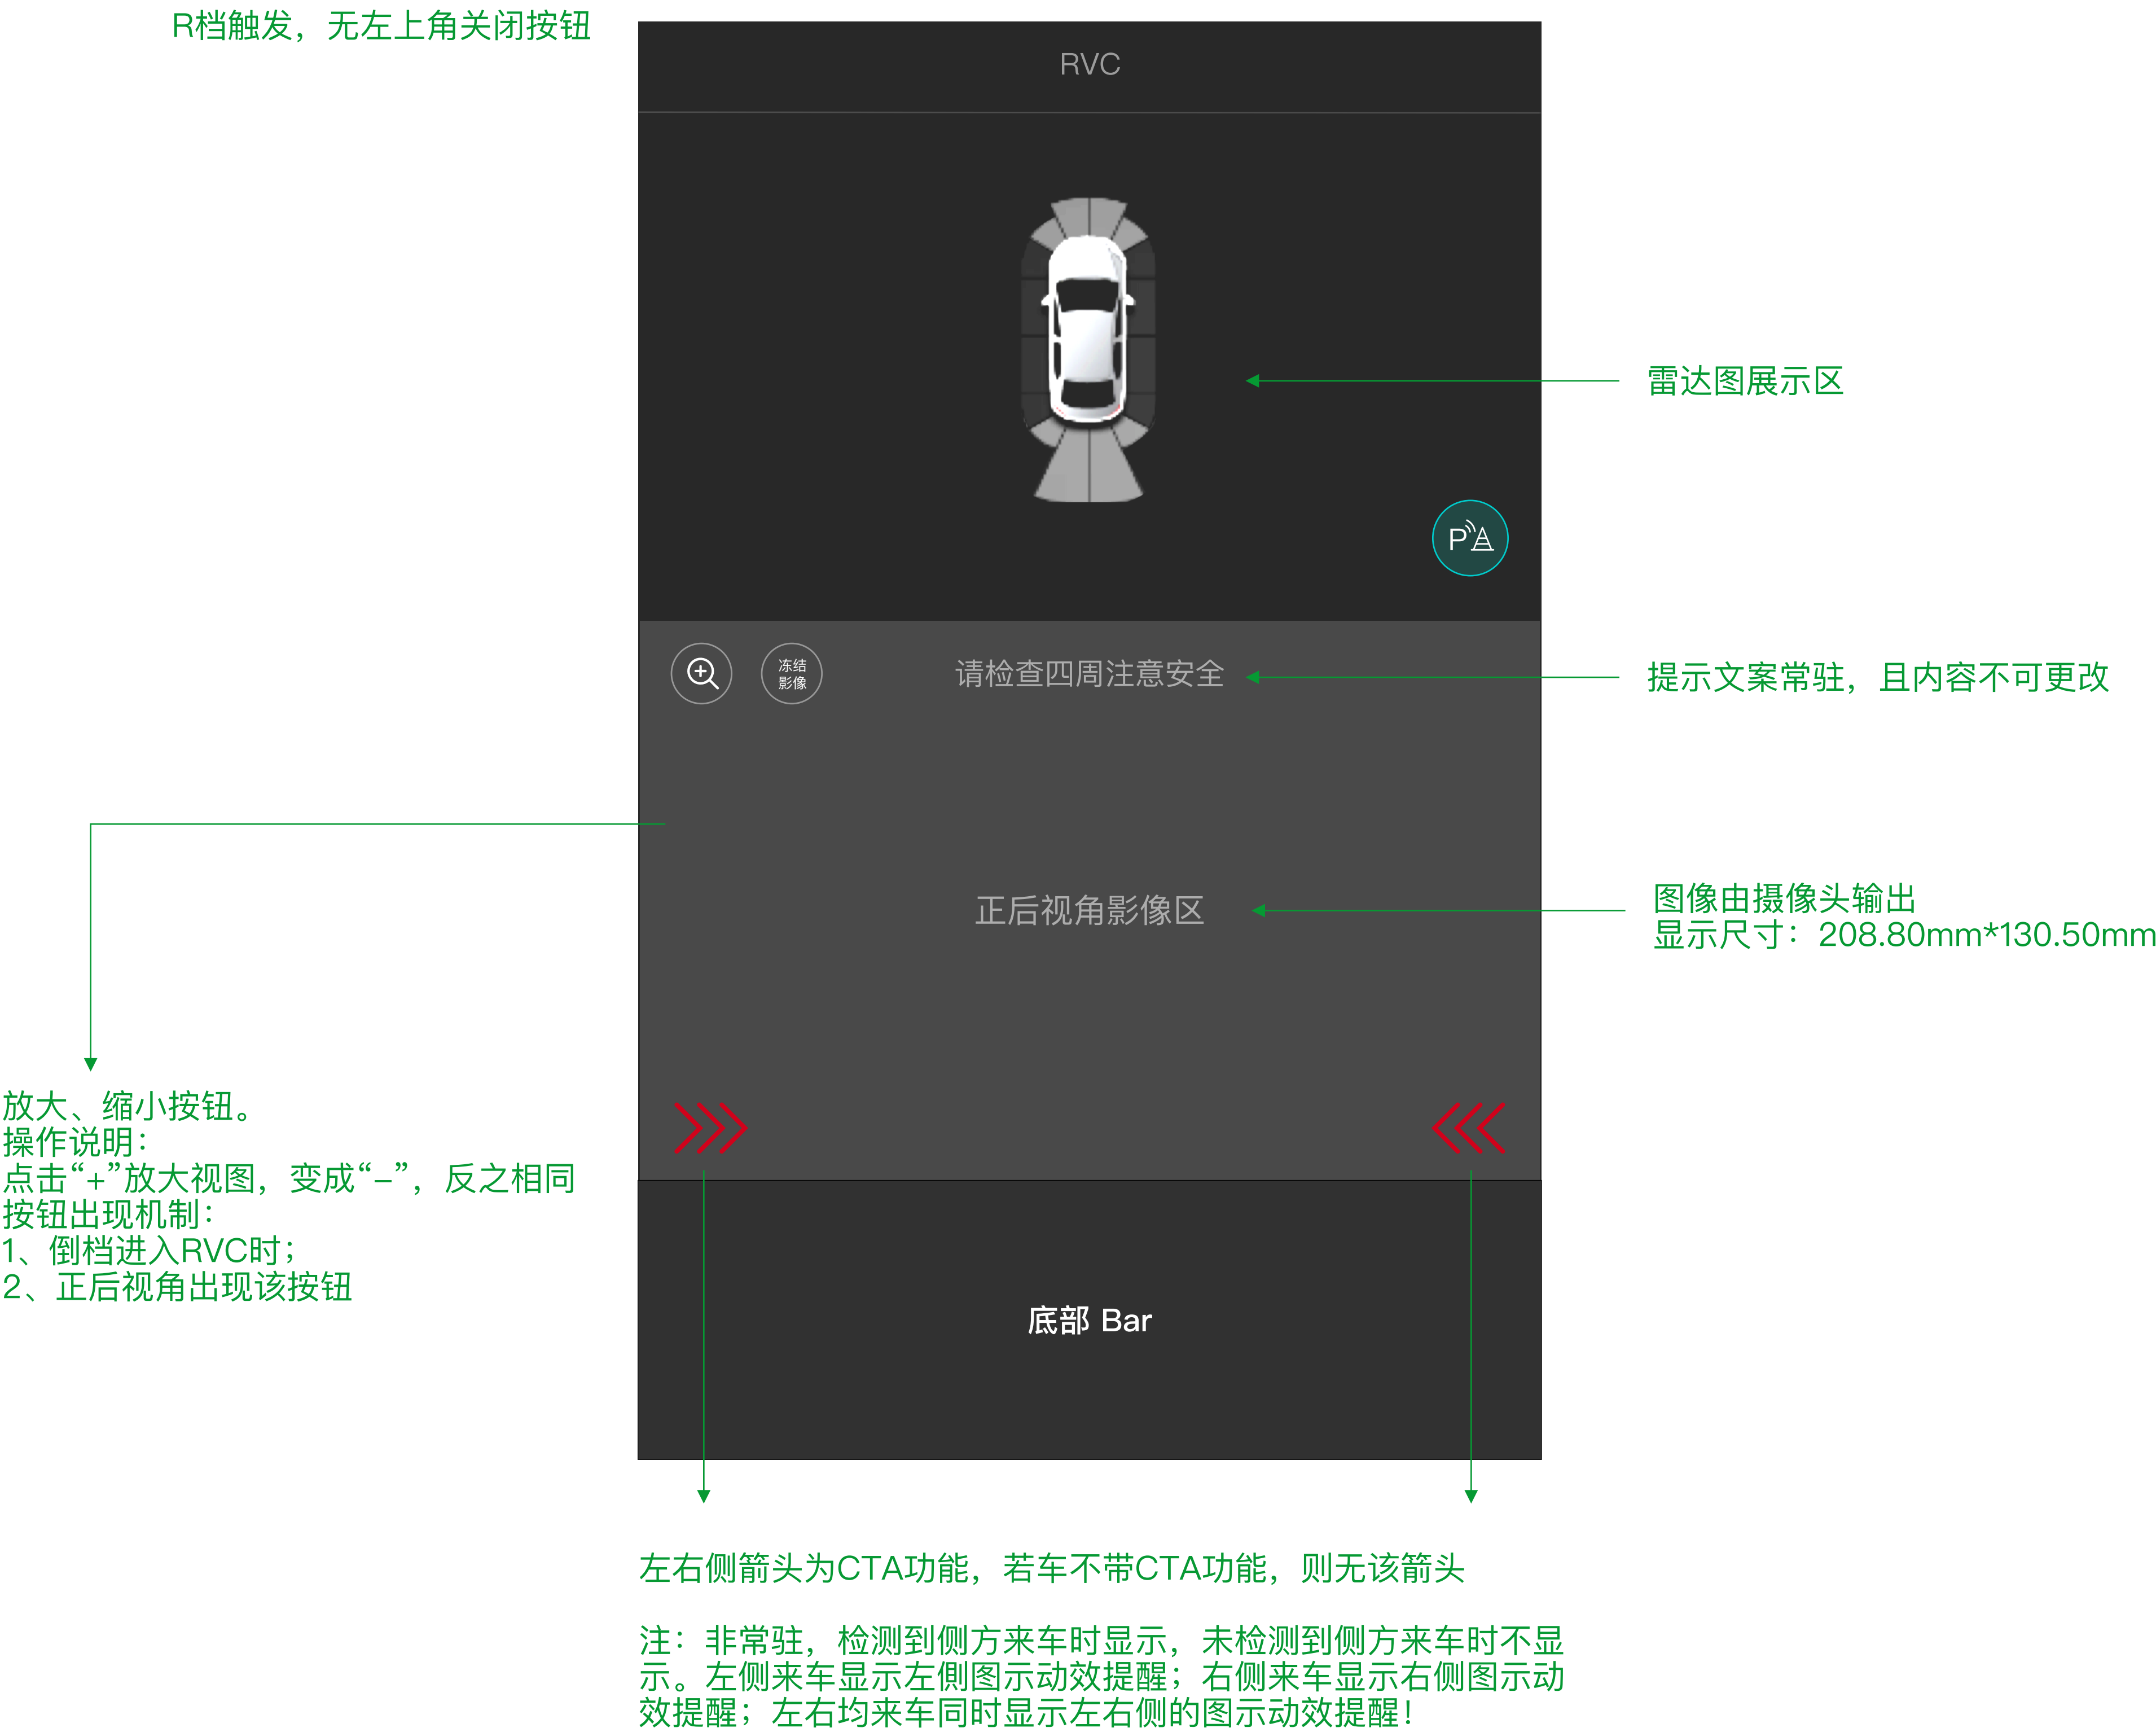 R档触发，无左上角关闭按钮
RVC
雷达图展示区
P
冻结
影像
请检查四周注意安全
提示文案常驻，且内容不可更改
正后视角影像区
图像由摄像头输出
显示尺寸：208.80mm*130.50mm
放大、缩小按钮。
操作说明：
点击“+”放大视图，变成“–”，反之相同
按钮出现机制：
1、倒档进入RVC时；
2、正后视角出现该按钮
底部 Bar
左右侧箭头为CTA功能，若车不带CTA功能，则无该箭头
注：非常驻，检测到侧方来车时显示，未检测到侧方来车时不显
示。左侧来车显示左側图示动效提醒；右侧来车显示右侧图示动
效提醒；左右均来车同时显示左右侧的图示动效提醒！